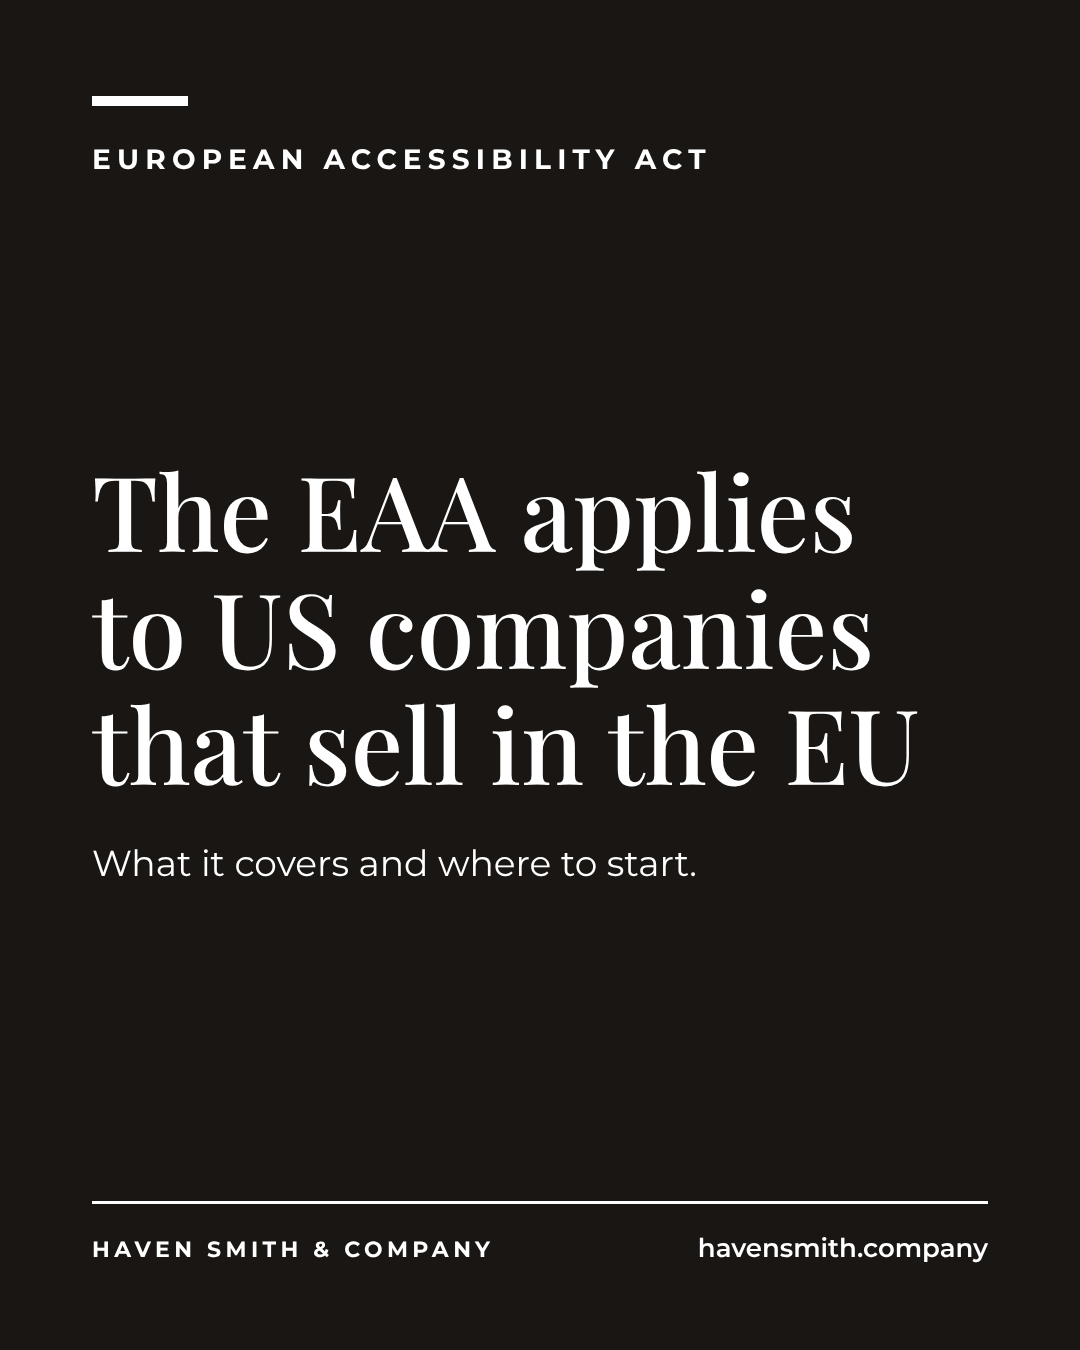 EUROPEAN ACCESSIBILITY ACT
The EAA applies
to US companies
that sell in the EU
What it covers and where to start.
HAVEN SMITH & COMPANY
havensmith.company